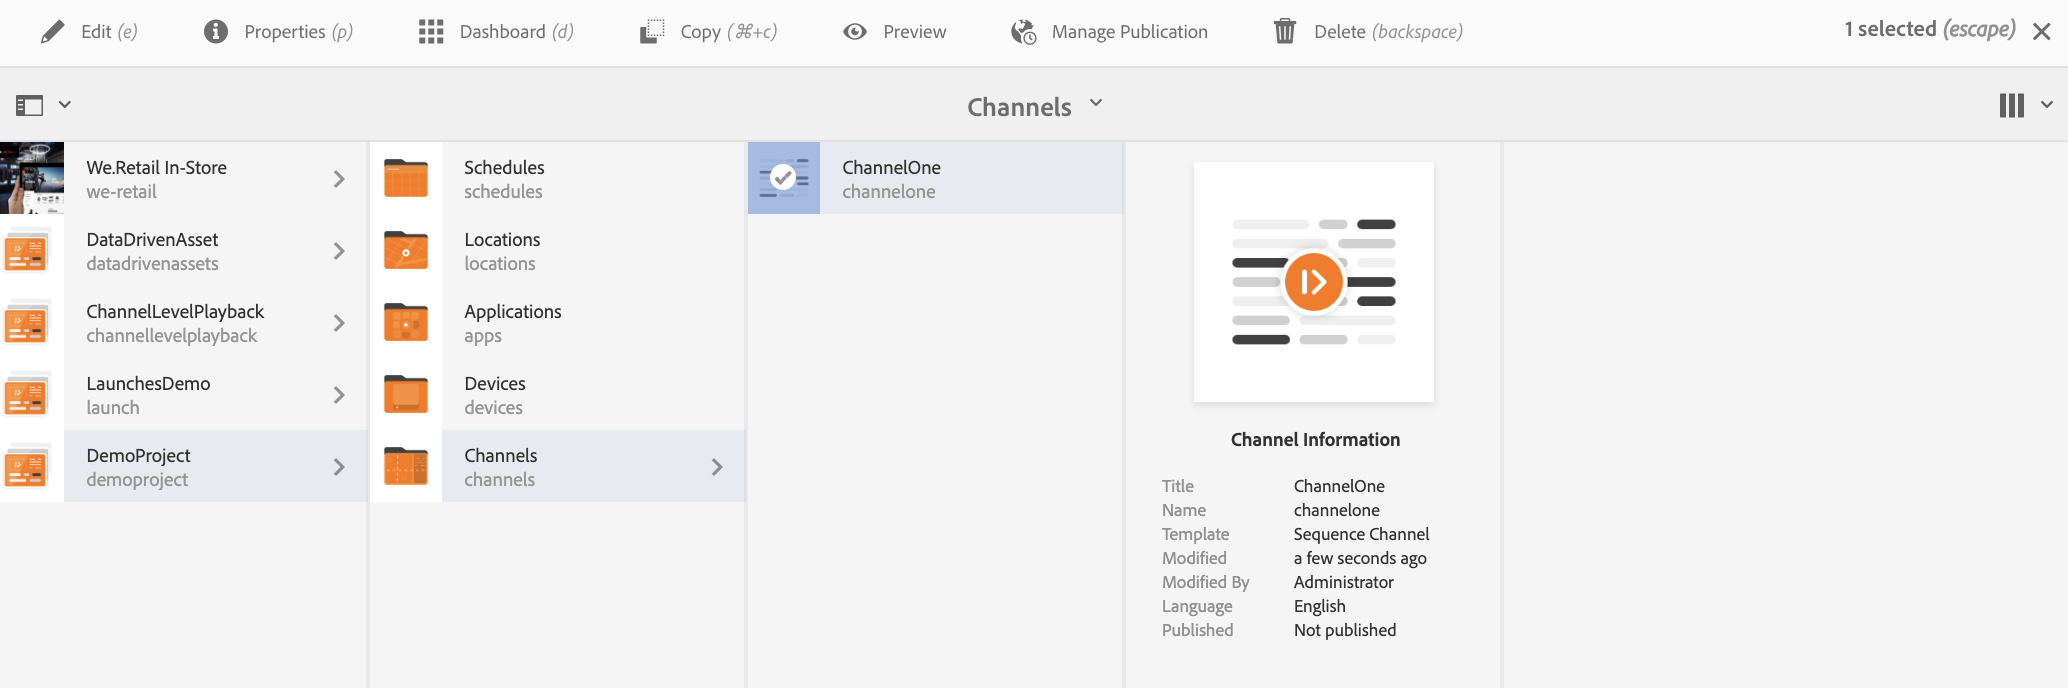 Edit (e) Properties (p) Dashboard (d) Copy (⌘+c) Preview Manage Publication Delete (backspace) 1 selected (escape)
Channels
We.Retail In-Store
we-retail
DataDrivenAsset
datadrivenassets
ChannelLevelPlayback
channellevelplayback
LaunchesDemo
launch
DemoProject
demoproject
Schedules
schedules
Locations
locations
Applications
apps
Devices
devices
Channels
channels
ChannelOne
channelone
Channel Information
Title ChannelOne
Name channelone
Template Sequence Channel
Modified a few seconds ago
Modified By Administrator
Language English
Published Not published